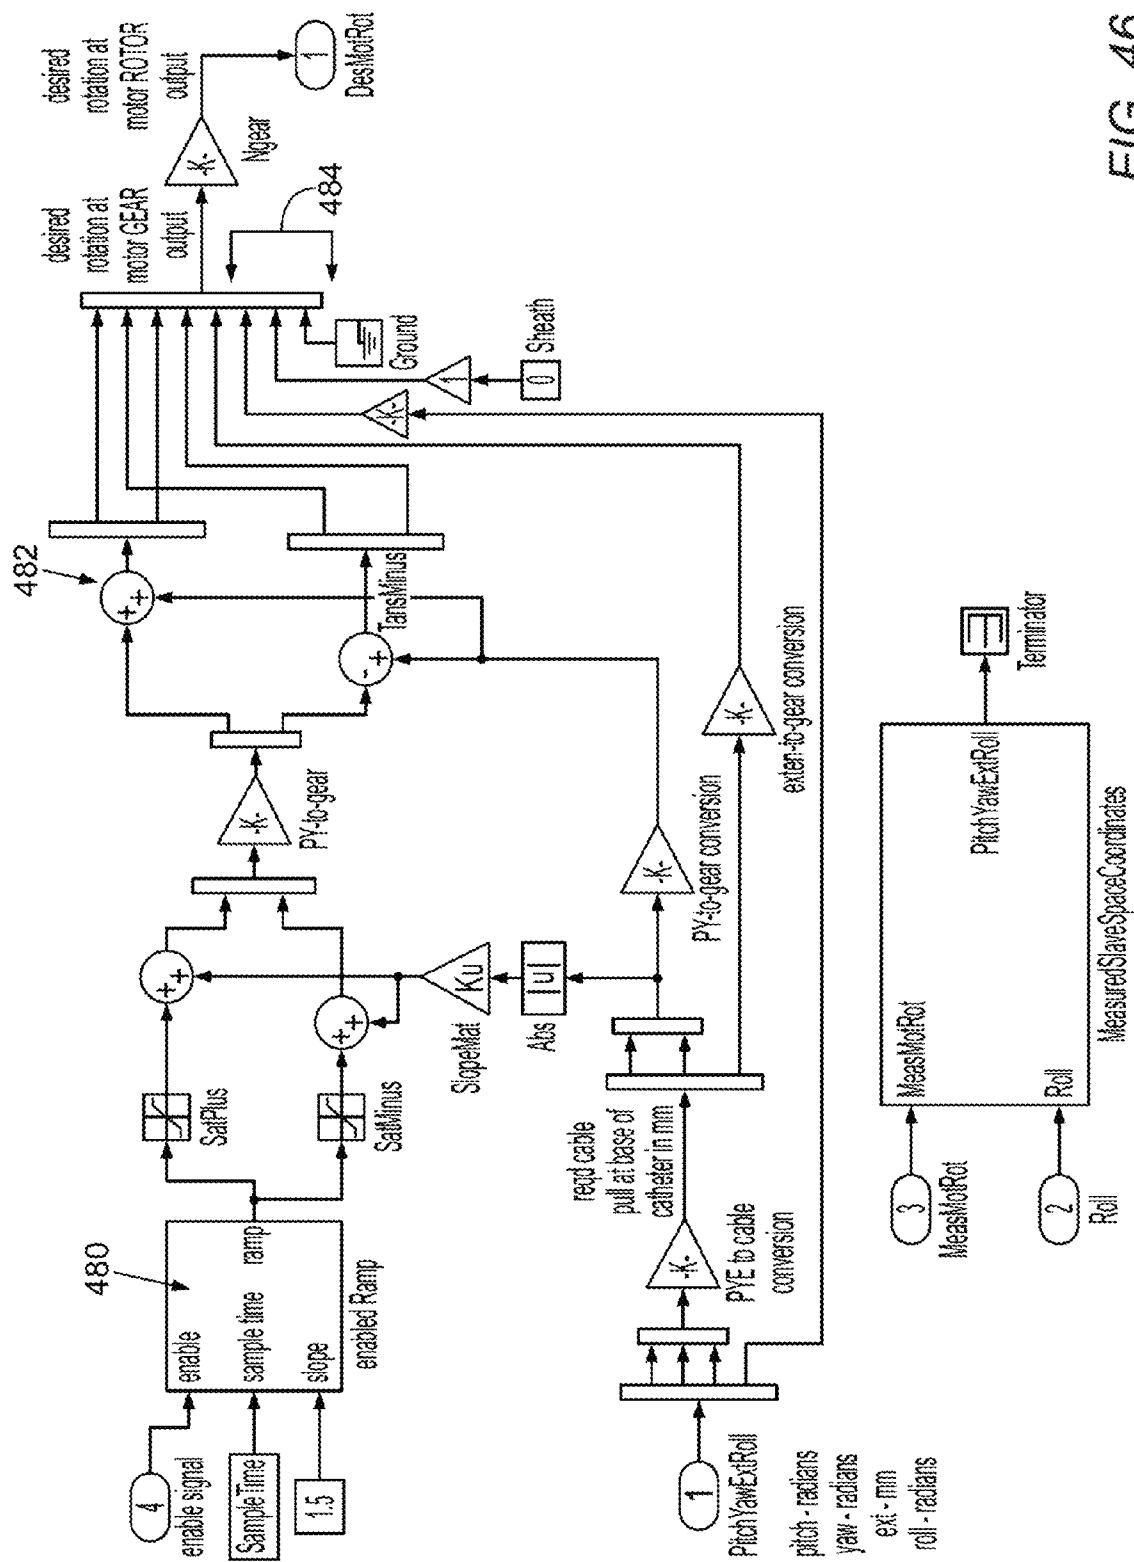 FIG. 46
desired
rotation at
motor ROTOR
output
1
DesMotRot
-K-
Ngear
desired
rotation at
motor GEAR
output
484
Ground
1
0
Sheath
-K-
482
+
+
TansMinus
-
+
-K-
PY-to-gear
-K-
exten-to-gear conversion
-K-
PY-to-gear conversion
+
+
+
+
Ku
SlopeMat
|u|
Abs
SatPlus
SatMinus
480
enable
sample time
slope
ramp
enabled Ramp
4
enable signal
SampleTime
1.5
reqd cable
pull at base of
catheter in mm
-K-
PYE to cable
conversion
1
PitchYawExtRoll
pitch - radians
yaw - radians
ext - mm
roll - radians
3
MeasMotRot
2
Roll
MeasMotRot
Roll
PitchYawExtRoll
MeasuredSlaveSpaceCoordinates
Terminator